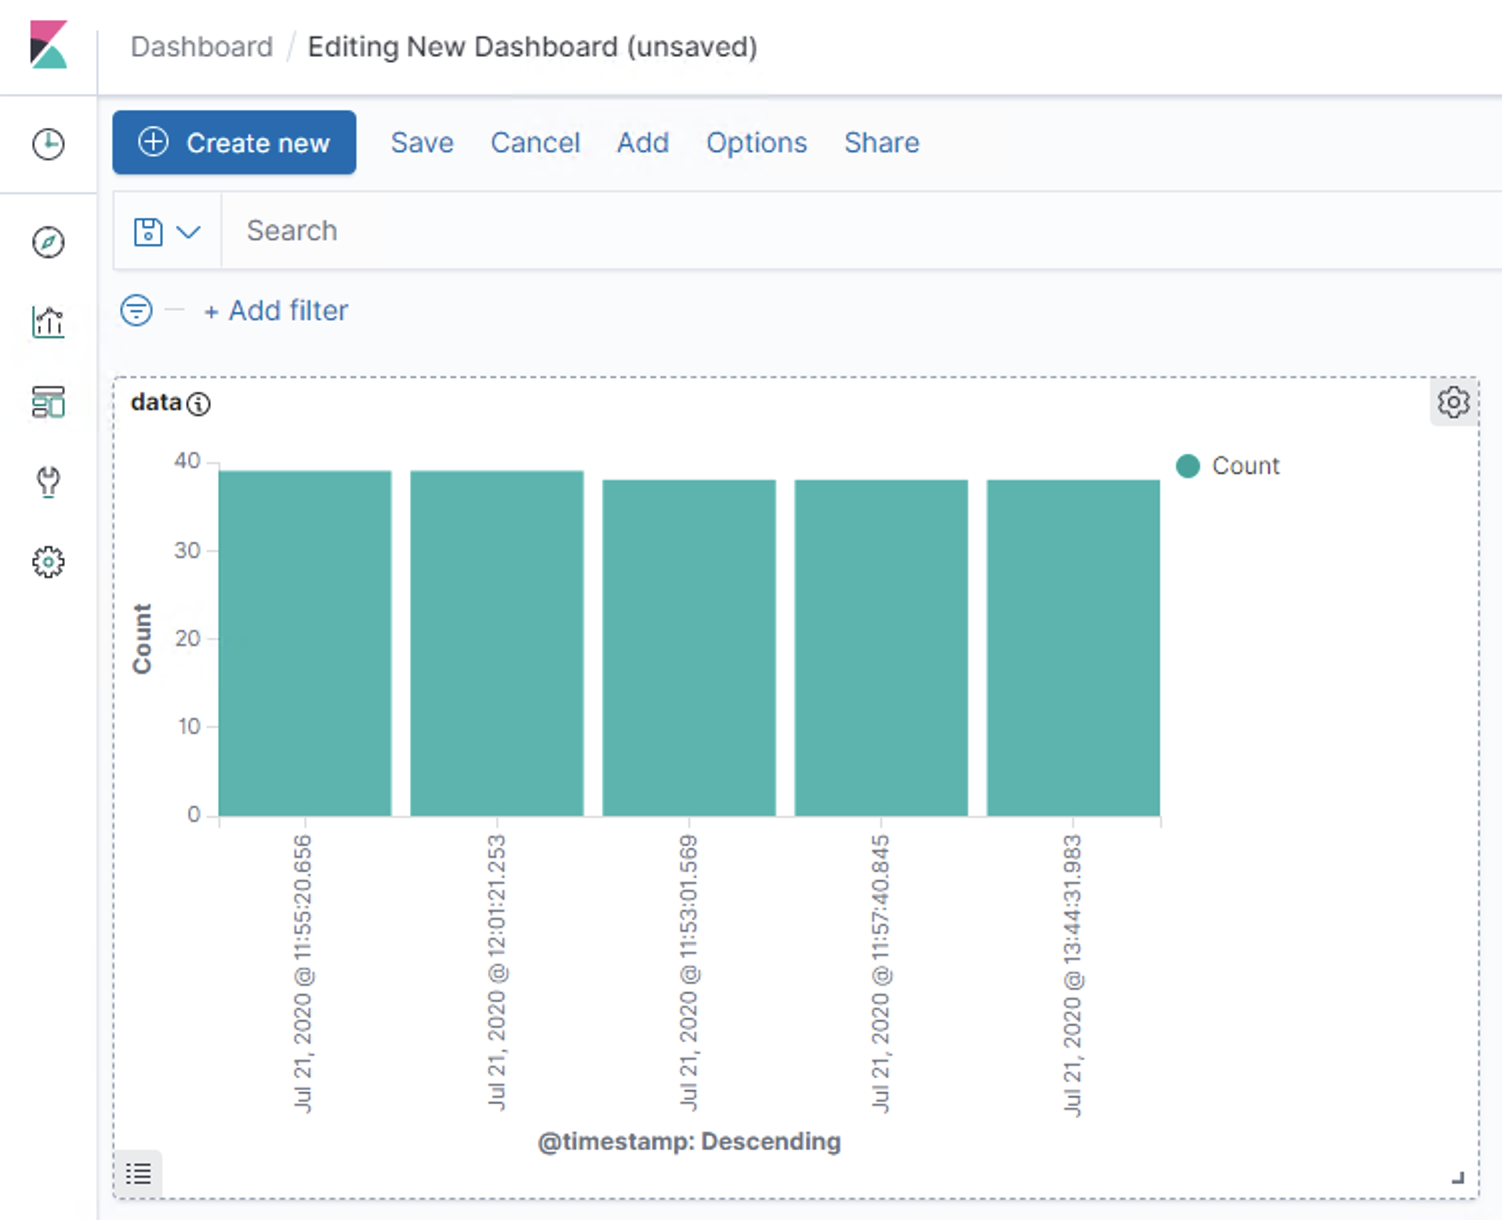 Dashboard / Editing New Dashboard (unsaved)
Create new Save Cancel Add Options Share
Search
+ Add filter
data
40
30
20
10
0
Count
Count
Jul 21, 2020 @ 11:55:20.656
Jul 21, 2020 @ 12:01:21.253
Jul 21, 2020 @ 11:53:01.569
Jul 21, 2020 @ 11:57:40.845
Jul 21, 2020 @ 13:44:31.983
@timestamp: Descending